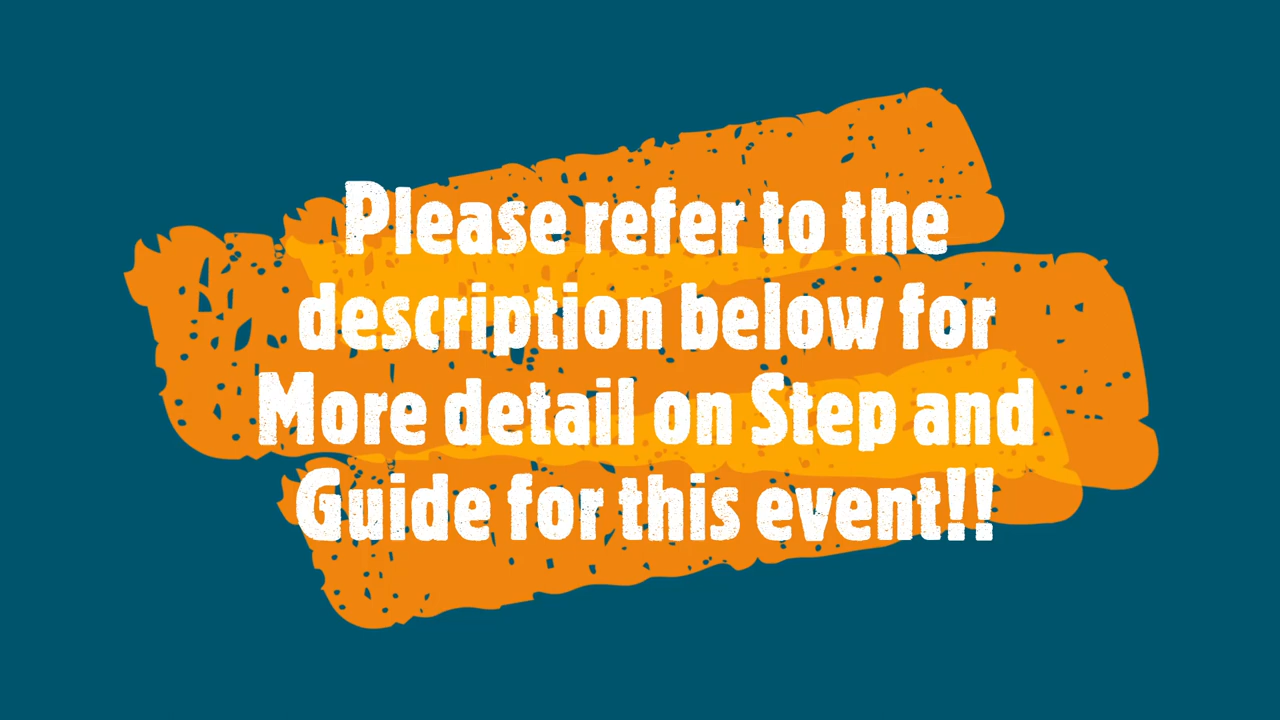 Please refer to the
description below for
More detail on Step and
Guide for this event!!